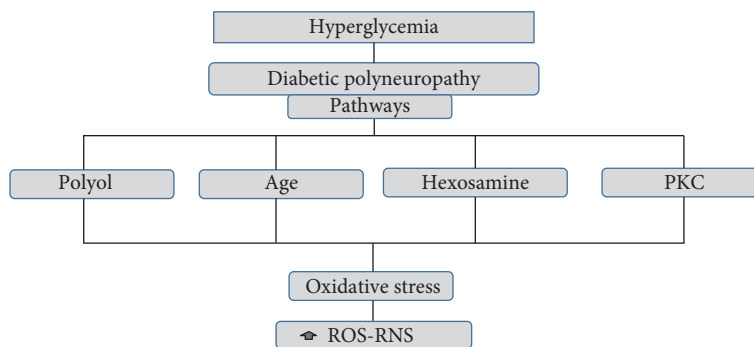 Hyperglycemia
Diabetic polyneuropathy
Pathways
Polyol
Age
Hexosamine
PKC
Oxidative stress
ROS-RNS